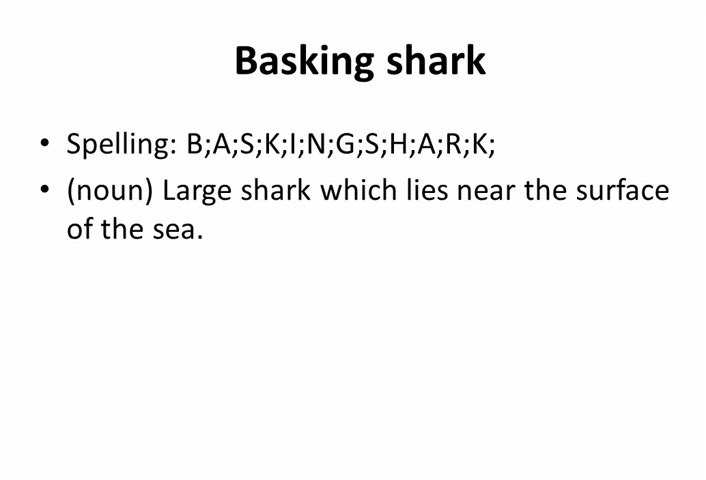 Basking shark
• Spelling: B;A;S;K;I;N;G;S;H;A;R;K;
• (noun) Large shark which lies near the surface
of the sea.